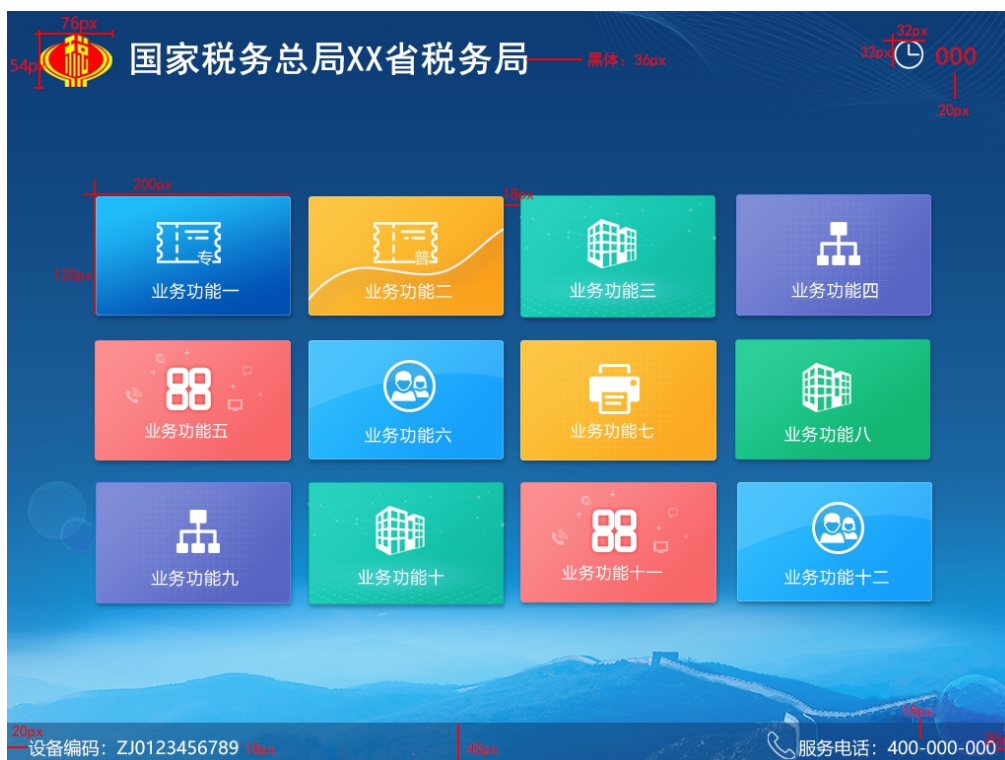 76px
32px
54p
税
国家税务总局XX省税务局
黑体：36px
32px
000
20px
200px
18px
120px
专
普
业务功能一
业务功能二
业务功能三
业务功能四
业务功能五
业务功能六
业务功能七
业务功能八
业务功能九
业务功能十
业务功能十一
业务功能十二
20px
18px
设备编码：ZJ0123456789
18px
45px
服务电话：400-000-000